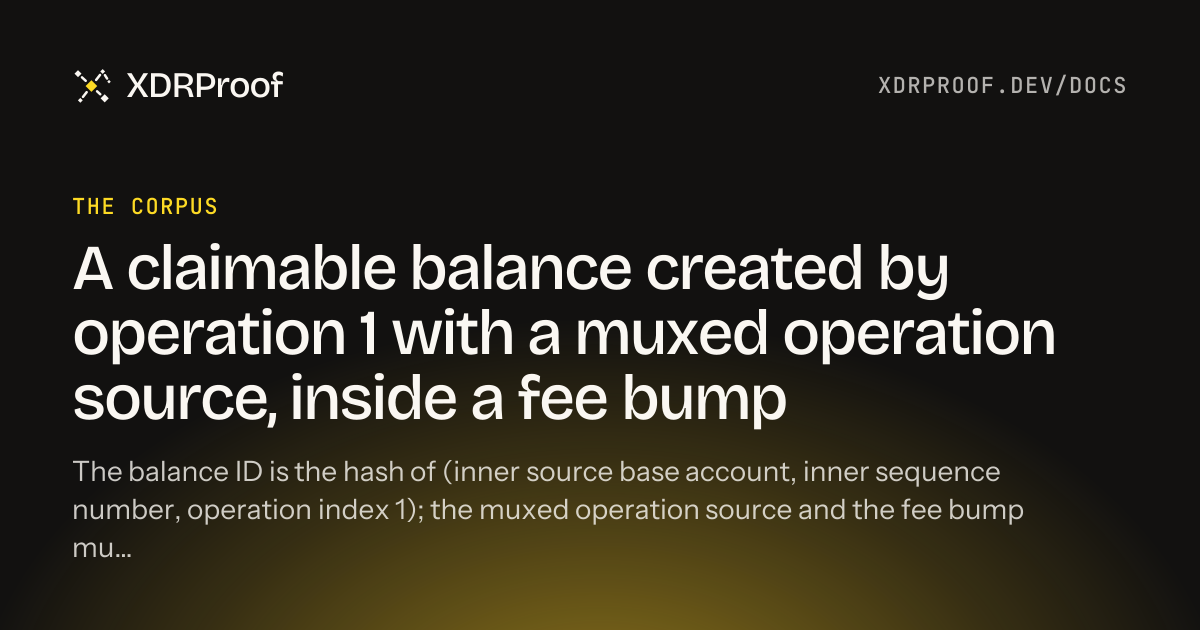 XDRProof
XDRPROOF.DEV/DOCS
THE CORPUS
A claimable balance created by
operation 1 with a muxed operation
source, inside a fee bump
The balance ID is the hash of (inner source base account, inner sequence
number, operation index 1); the muxed operation source and the fee bump
mu...